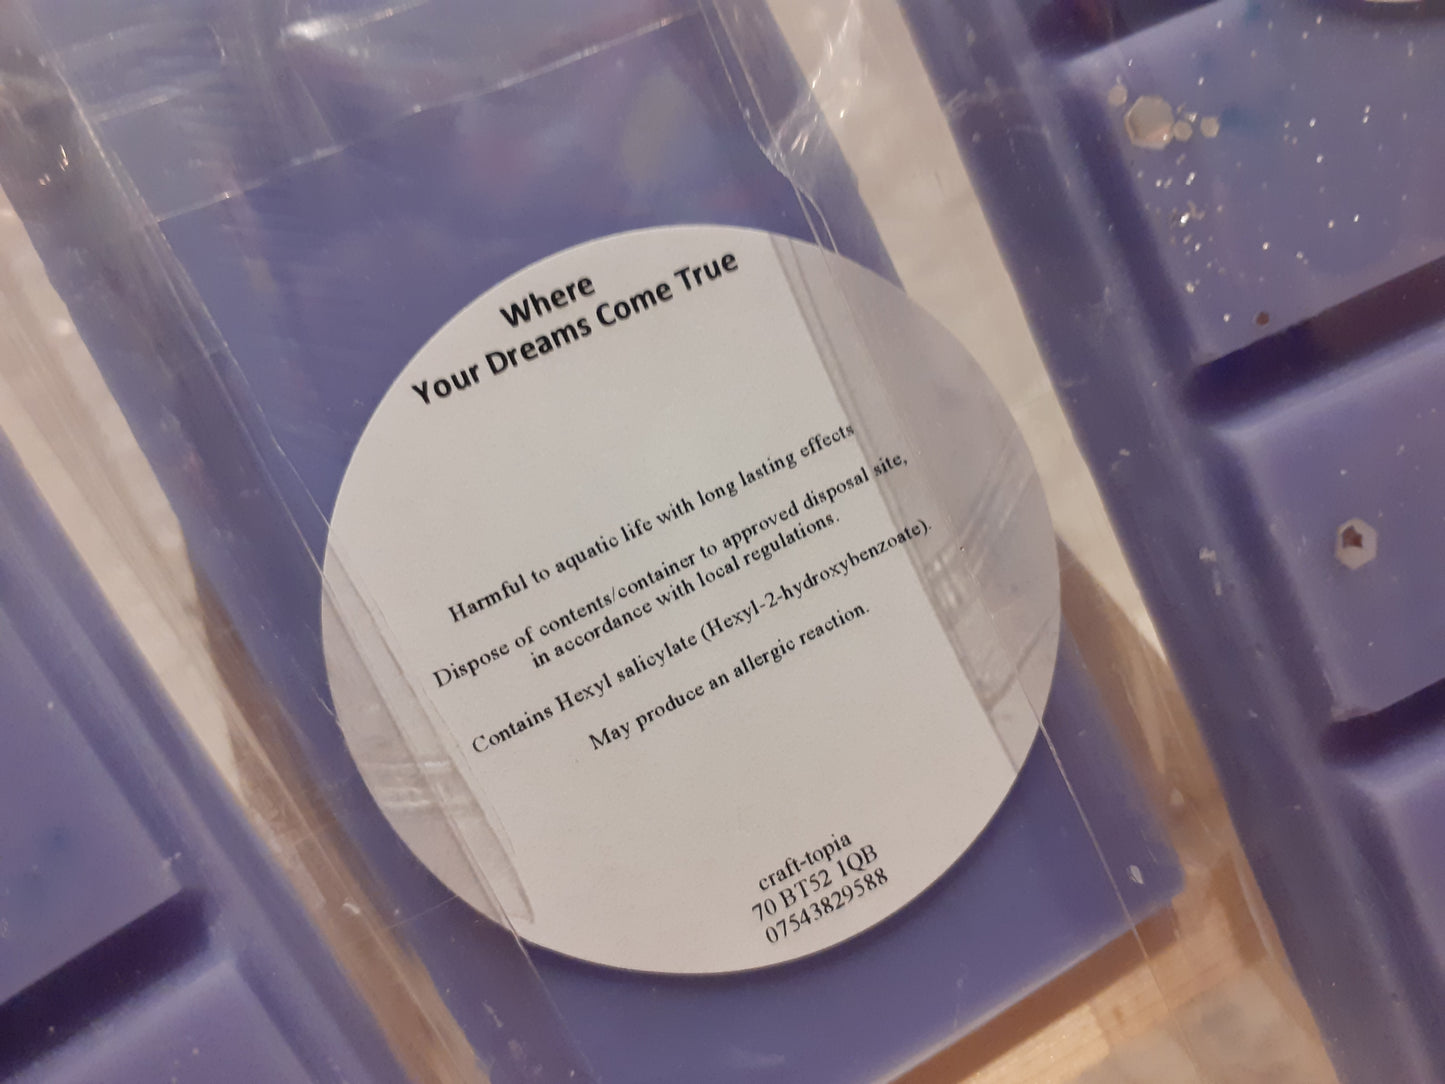 Where
Your Dreams Come True
Harmful to aquatic life with long lasting effects
Dispose of contents/container to approved disposal site,
in accordance with local regulations.
Contains Hexyl salicylate (Hexyl-2-hydroxybenzoate).
May produce an allergic reaction.
craft-topia
70 BT52 1QB
07543829588